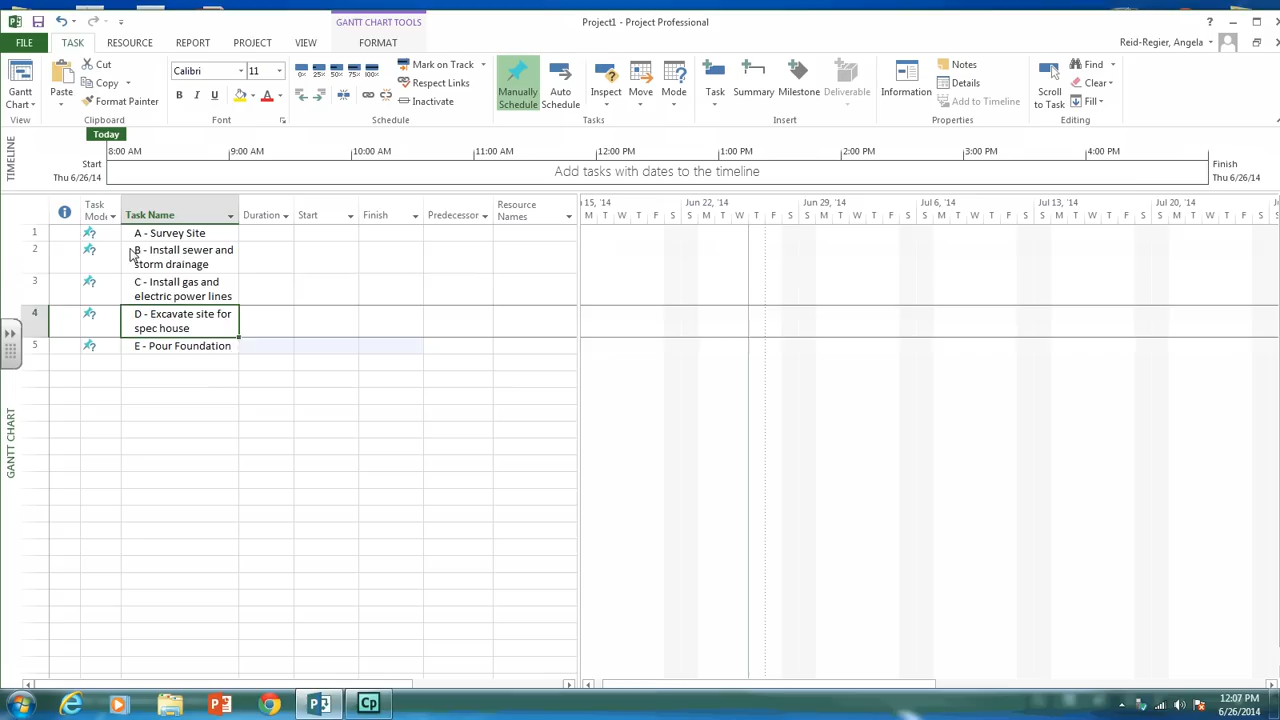 GANTT CHART TOOLS
Project1 - Project Professional
?
FILE
TASK
RESOURCE
REPORT
PROJECT
VIEW
FORMAT
Reid-Regier, Angela
Gantt
Chart
View
Paste
Cut
Copy
Format Painter
Clipboard
Calibri
11
B I U
A
Font
0% 25% 50% 75% 100%
Mark on Track
Respect Links
Inactivate
Schedule
Manually
Schedule
Auto
Schedule
Inspect
Move
Mode
Tasks
Task
Summary
Milestone
Deliverable
Insert
Information
Notes
Details
Add to Timeline
Properties
Scroll
to Task
Find
Clear
Fill
Editing
TIMELINE
Today
Start
Thu 6/26/14
8:00 AM
9:00 AM
10:00 AM
11:00 AM
12:00 PM
1:00 PM
2:00 PM
3:00 PM
4:00 PM
Add tasks with dates to the timeline
Finish
Thu 6/26/14
Task
Mode
Task Name
Duration
Start
Finish
Predecessor
Resource
Names
15, '14
Jun 22, '14
Jun 29, '14
Jul 6, '14
Jul 13, '14
Jul 20, '14
M T W T F S S M T W T F S S M T W T F S S M T W T F S S M T W T F S S M T W T F S
1 A - Survey Site
2 B - Install sewer and
storm drainage
3 C - Install gas and
electric power lines
4 D - Excavate site for
spec house
5 E - Pour Foundation
GANTT CHART
Cp
12:07 PM
6/26/2014